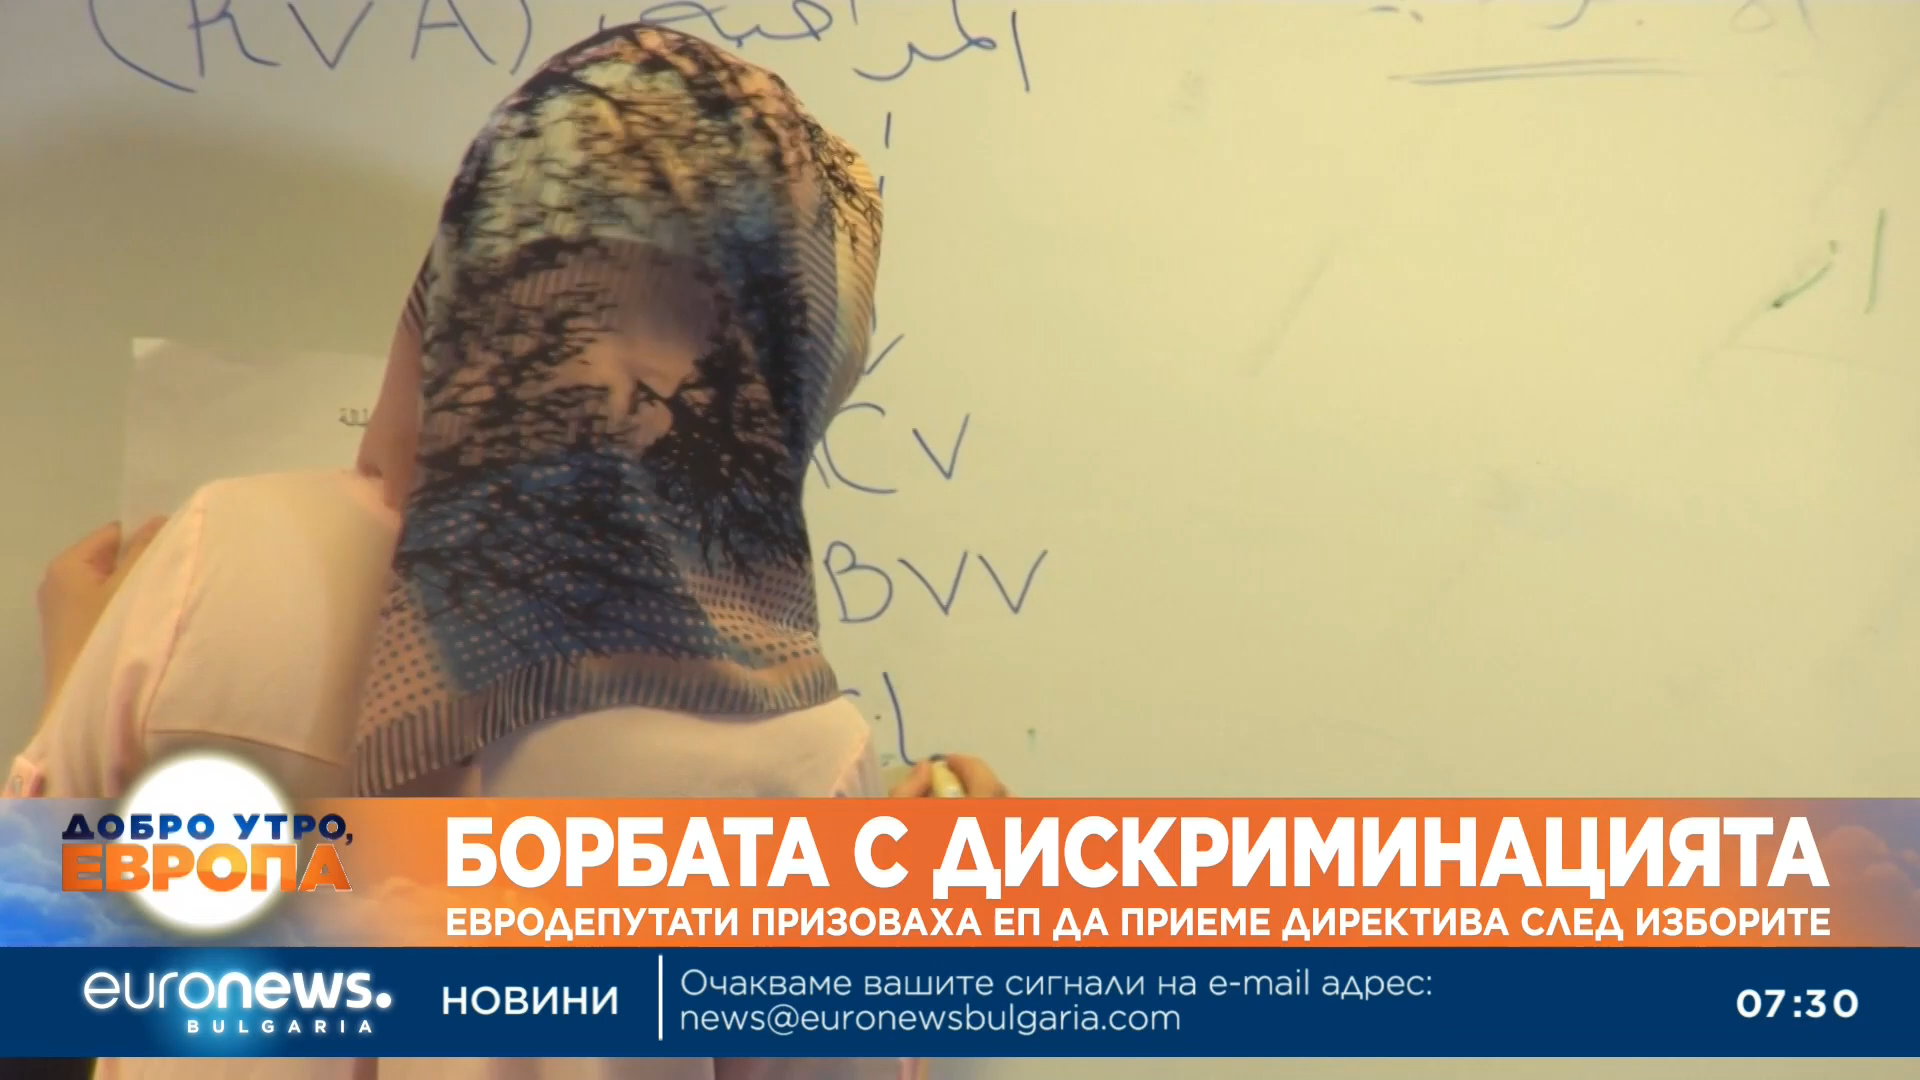 (KVA)
CV
BVV
ДОБРО УТРО,
ЕВРОПА
БОРБАТА С ДИСКРИМИНАЦИЯТА
ЕВРОДЕПУТАТИ ПРИЗОВАХА ЕП ДА ПРИЕМЕ ДИРЕКТИВА СЛЕД ИЗБОРИТЕ
euronews.
BULGARIA
НОВИНИ
Очакваме вашите сигнали на e-mail адрес:
news@euronewsbulgaria.com
07:30